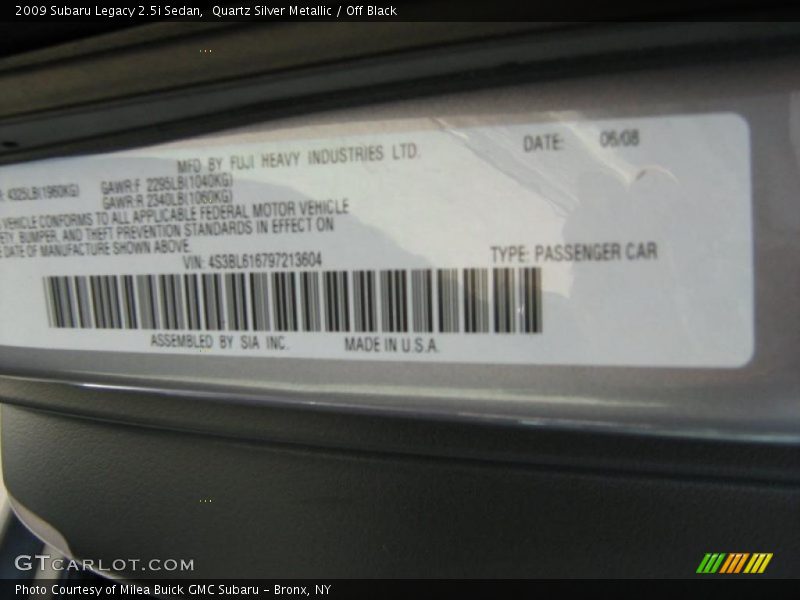 2009 Subaru Legacy 2.5i Sedan, Quartz Silver Metallic / Off Black
MFD BY FUJI HEAVY INDUSTRIES LTD.
DATE: 06/08
4325LB(1960KG) GAWR:F 2295LB(1040KG)
GAWR:R 2340LB(1060KG)
VEHICLE CONFORMS TO ALL APPLICABLE FEDERAL MOTOR VEHICLE
BUMPER AND THEFT PREVENTION STANDARDS IN EFFECT ON
DATE OF MANUFACTURE SHOWN ABOVE.
VIN: 4S3BL616797213604
TYPE: PASSENGER CAR
ASSEMBLED BY SIA INC. MADE IN U.S.A.
GTCARLOT.COM
Photo Courtesy of Milea Buick GMC Subaru - Bronx, NY